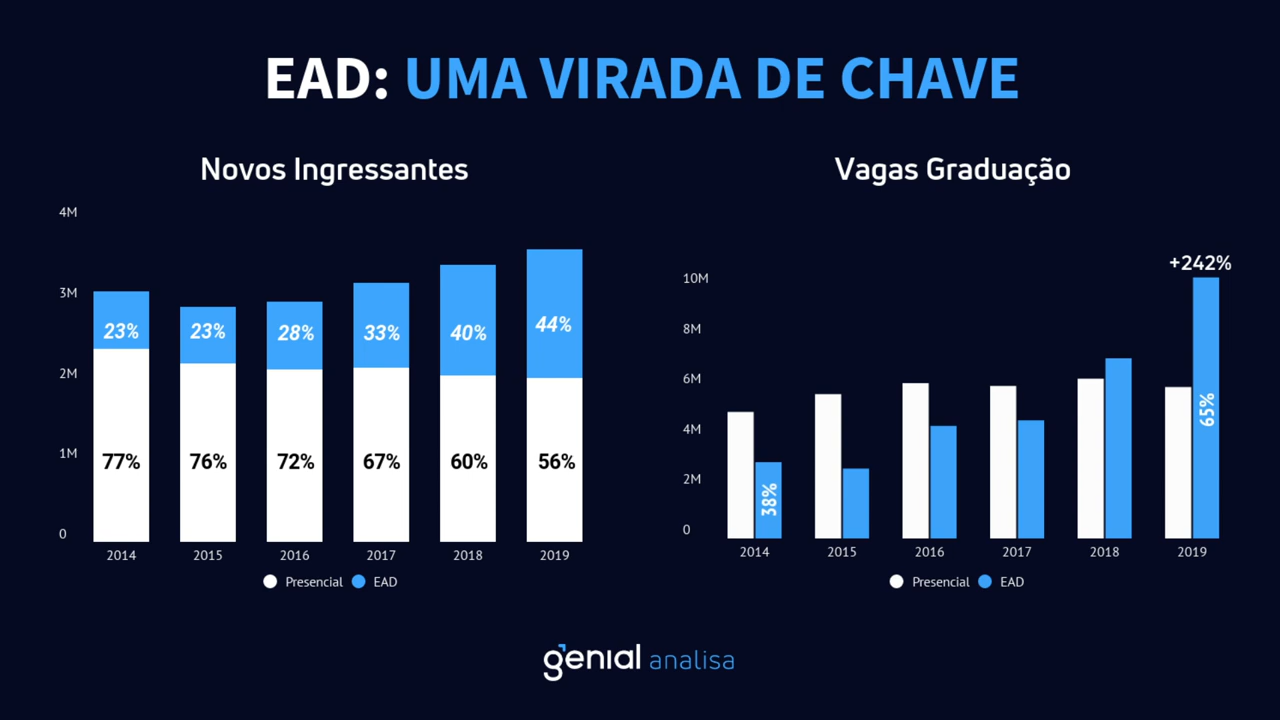 EAD: UMA VIRADA DE CHAVE
Novos Ingressantes
4M
3M
2M
1M
0
23%
23%
28%
33%
40%
44%
77%
76%
72%
67%
60%
56%
2014
2015
2016
2017
2018
2019
Presencial
EAD
Vagas Graduação
10M
8M
6M
4M
2M
0
+242%
38%
65%
2014
2015
2016
2017
2018
2019
Presencial
EAD
genial analisa